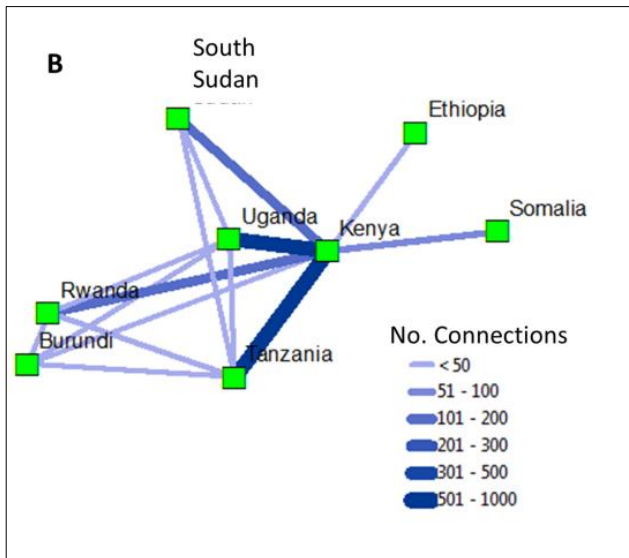 B
South
Sudan
Ethiopia
Somalia
Uganda
Kenya
Rwanda
Burundi
Tanzania
No. Connections
< 50
51 - 100
101 - 200
201 - 300
301 - 500
501 - 1000